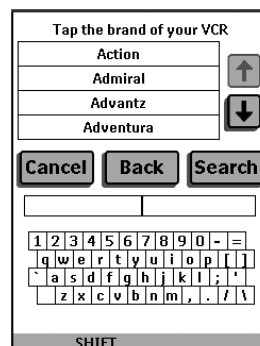 Tap the brand of your VCR
Action
Admiral
Advantz
Adventura
Cancel Back Search
1 2 3 4 5 6 7 8 9 0 - =
q w e r t y u i o p [ ]
` a s d f g h j k l ; '
z x c v b n m , . / \
SHIFT